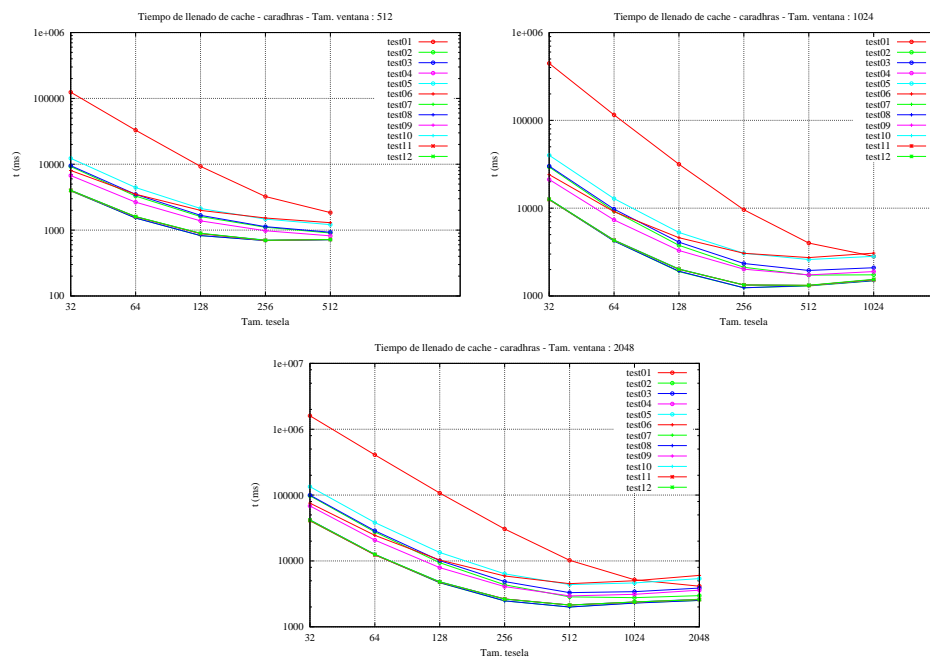 Tiempo de llenado de cache - caradhras - Tam. ventana : 512
1e+006
100000
10000
1000
100
t (ms)
test01
test02
test03
test04
test05
test06
test07
test08
test09
test10
test11
test12
32 64 128 256 512
Tam. tesela
Tiempo de llenado de cache - caradhras - Tam. ventana : 1024
1e+006
100000
10000
1000
t (ms)
test01
test02
test03
test04
test05
test06
test07
test08
test09
test10
test11
test12
32 64 128 256 512 1024
Tam. tesela
Tiempo de llenado de cache - caradhras - Tam. ventana : 2048
1e+007
1e+006
100000
10000
1000
t (ms)
test01
test02
test03
test04
test05
test06
test07
test08
test09
test10
test11
test12
32 64 128 256 512 1024 2048
Tam. tesela